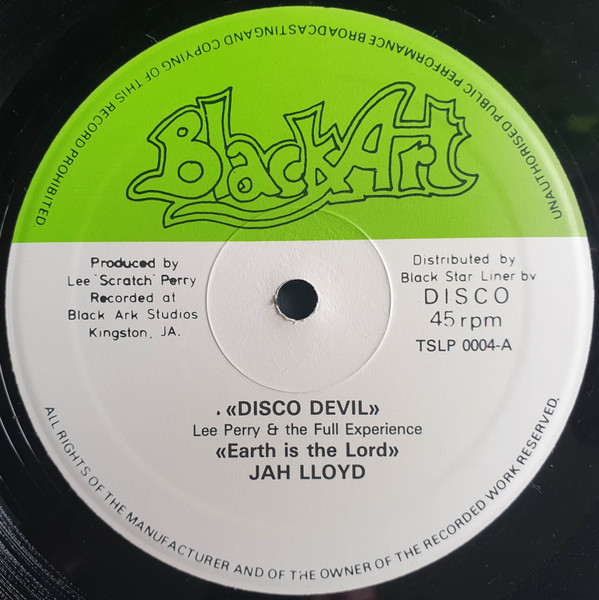 UNAUTHORISED PUBLIC PERFORMANCE BROADCASTING AND COPYING OF THIS RECORD PROHIBITED.
Black Art
Produced by
Lee "Scratch" Perry
Recorded at
Black Ark Studios
Kingston, JA.
Distributed by
Black Star Liner bv
DISCO
45 rpm
TSLP 0004-A
«DISCO DEVIL»
Lee Perry & the Full Experience
«Earth is the Lord»
JAH LLOYD
ALL RIGHTS OF THE MANUFACTURER AND OF THE OWNER OF THE RECORDED WORK RESERVED.